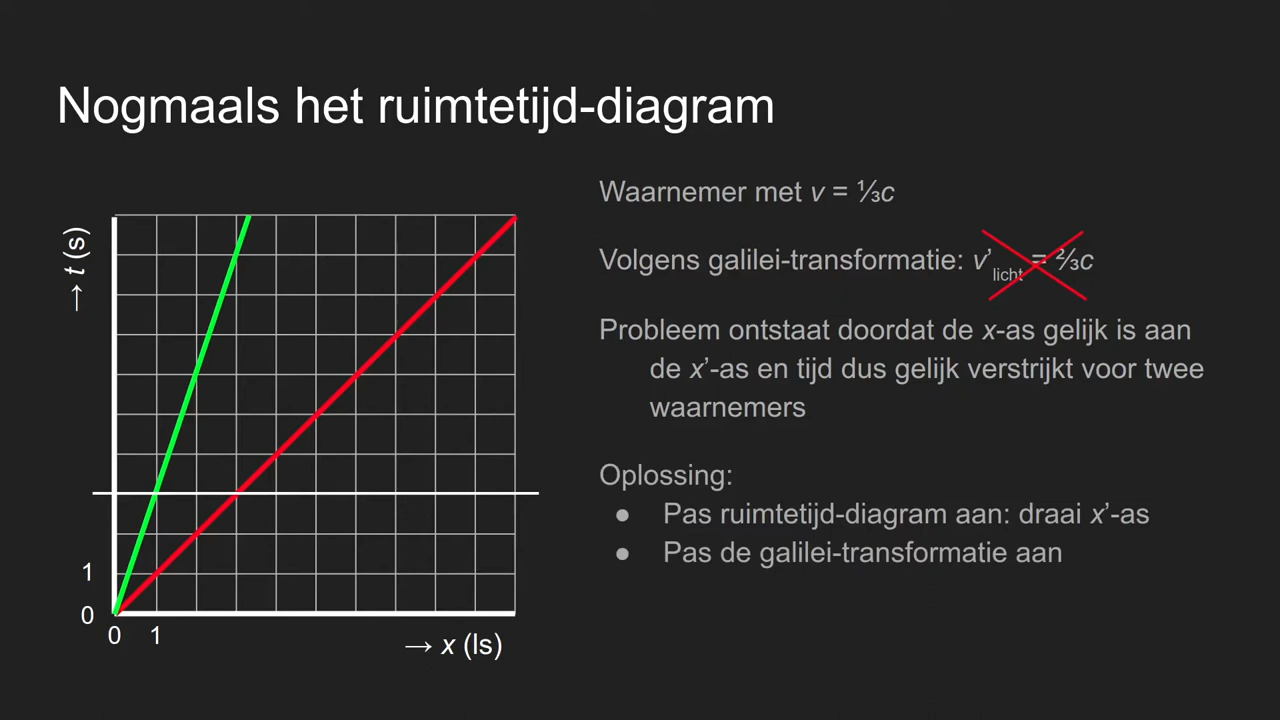 Nogmaals het ruimtetijd-diagram
Waarnemer met v = ⅓c
Volgens galilei-transformatie: v’licht = ⅔c
Probleem ontstaat doordat de x-as gelijk is aan
de x’-as en tijd dus gelijk verstrijkt voor twee
waarnemers
Oplossing:
● Pas ruimtetijd-diagram aan: draai x’-as
● Pas de galilei-transformatie aan
→ t (s)
1
0
0 1
→ x (ls)